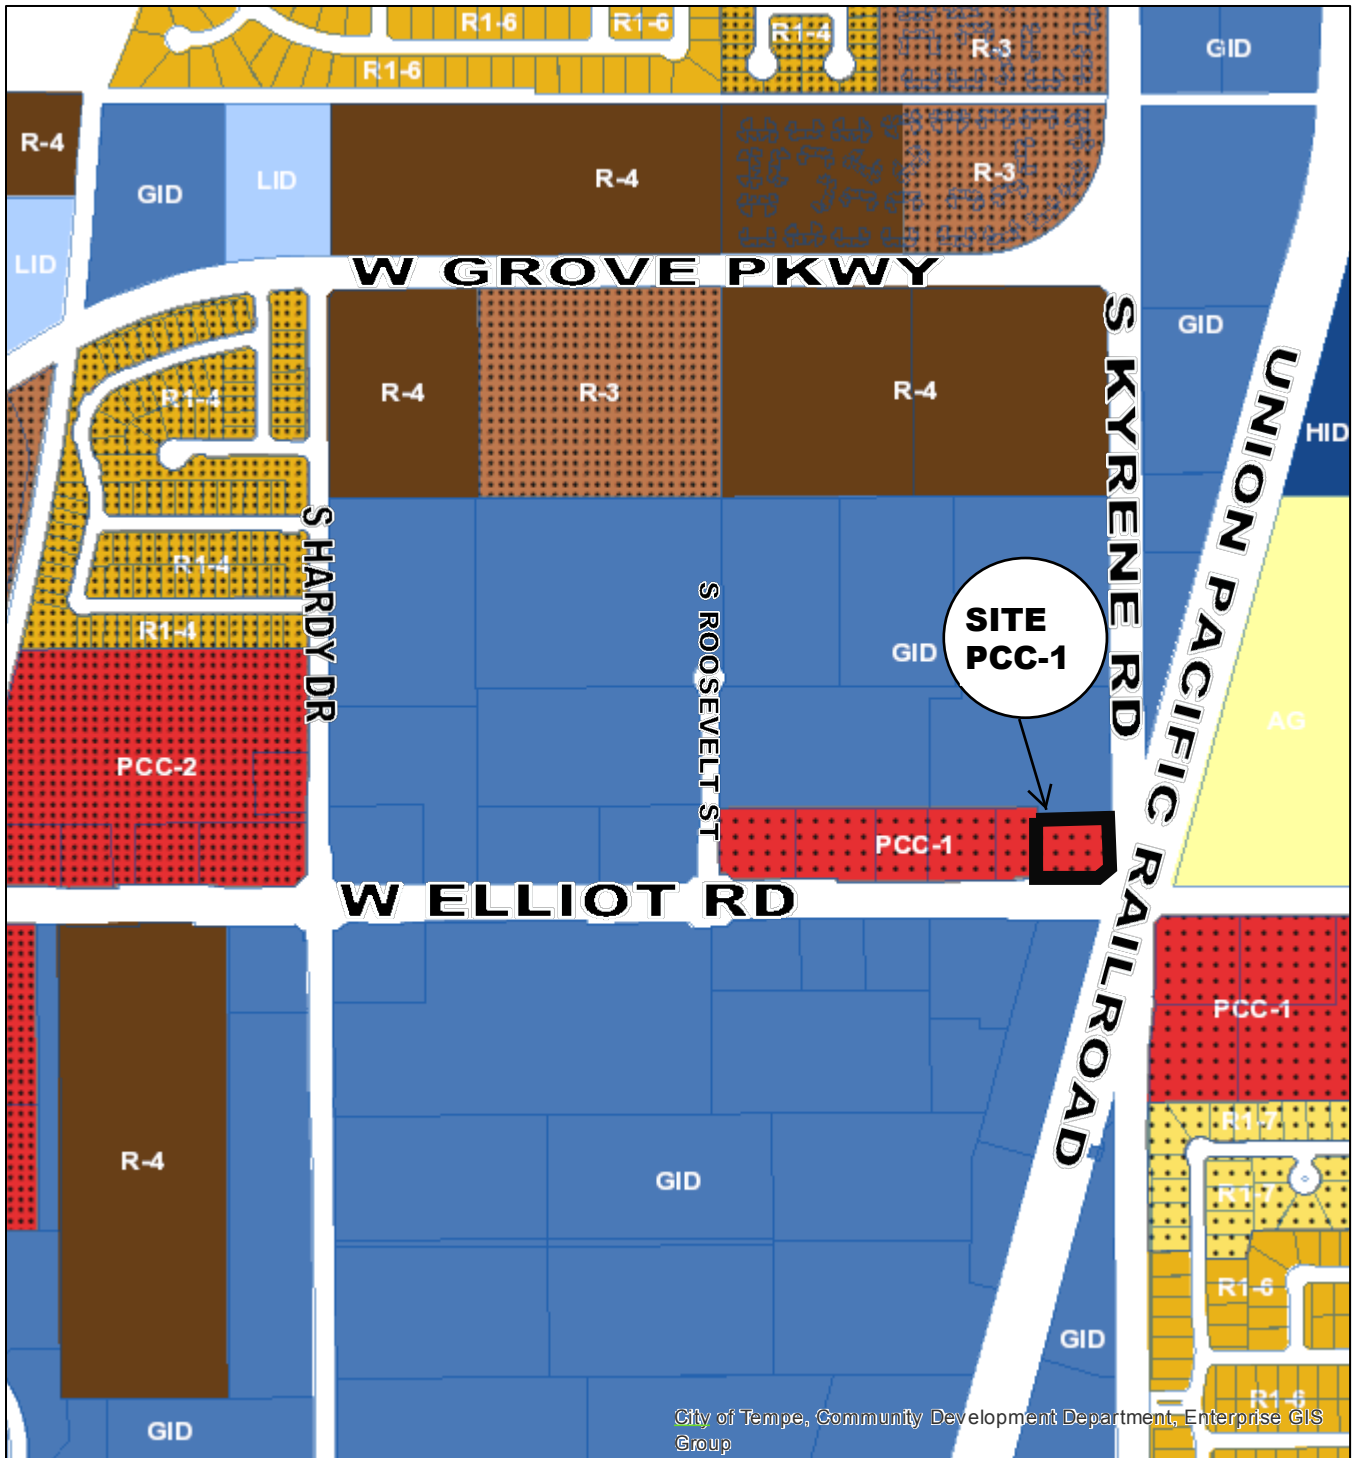 R1-6
R1-6
R1-4
R-3
GID
R1-6
R-4
GID
LID
R-4
R-3
LID
W GROVE PKWY
S KYRENE RD
GID
UNION PACIFIC RAILROAD
HID
R1-4
R-4
R-3
R-4
S HARDY DR
R1-4
S ROOSEVELT ST
SITE
PCC-1
R1-4
GID
AG
PCC-2
PCC-1
W ELLIOT RD
PCC-1
R1-7
R-4
GID
R1-7
R1-6
GID
R1-6
GID
City of Tempe, Community Development Department, Enterprise GIS
Group